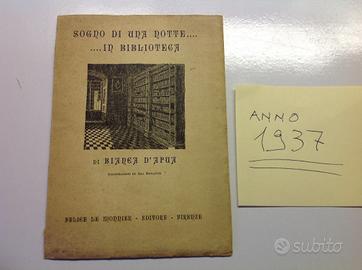 SOGNO DI UNA NOTTE....
....IN BIBLIOTECA
DI BIANCA D'APUA
FELICE LE MONNIER - EDITORE - FIRENZE
ANNO
1937
subito